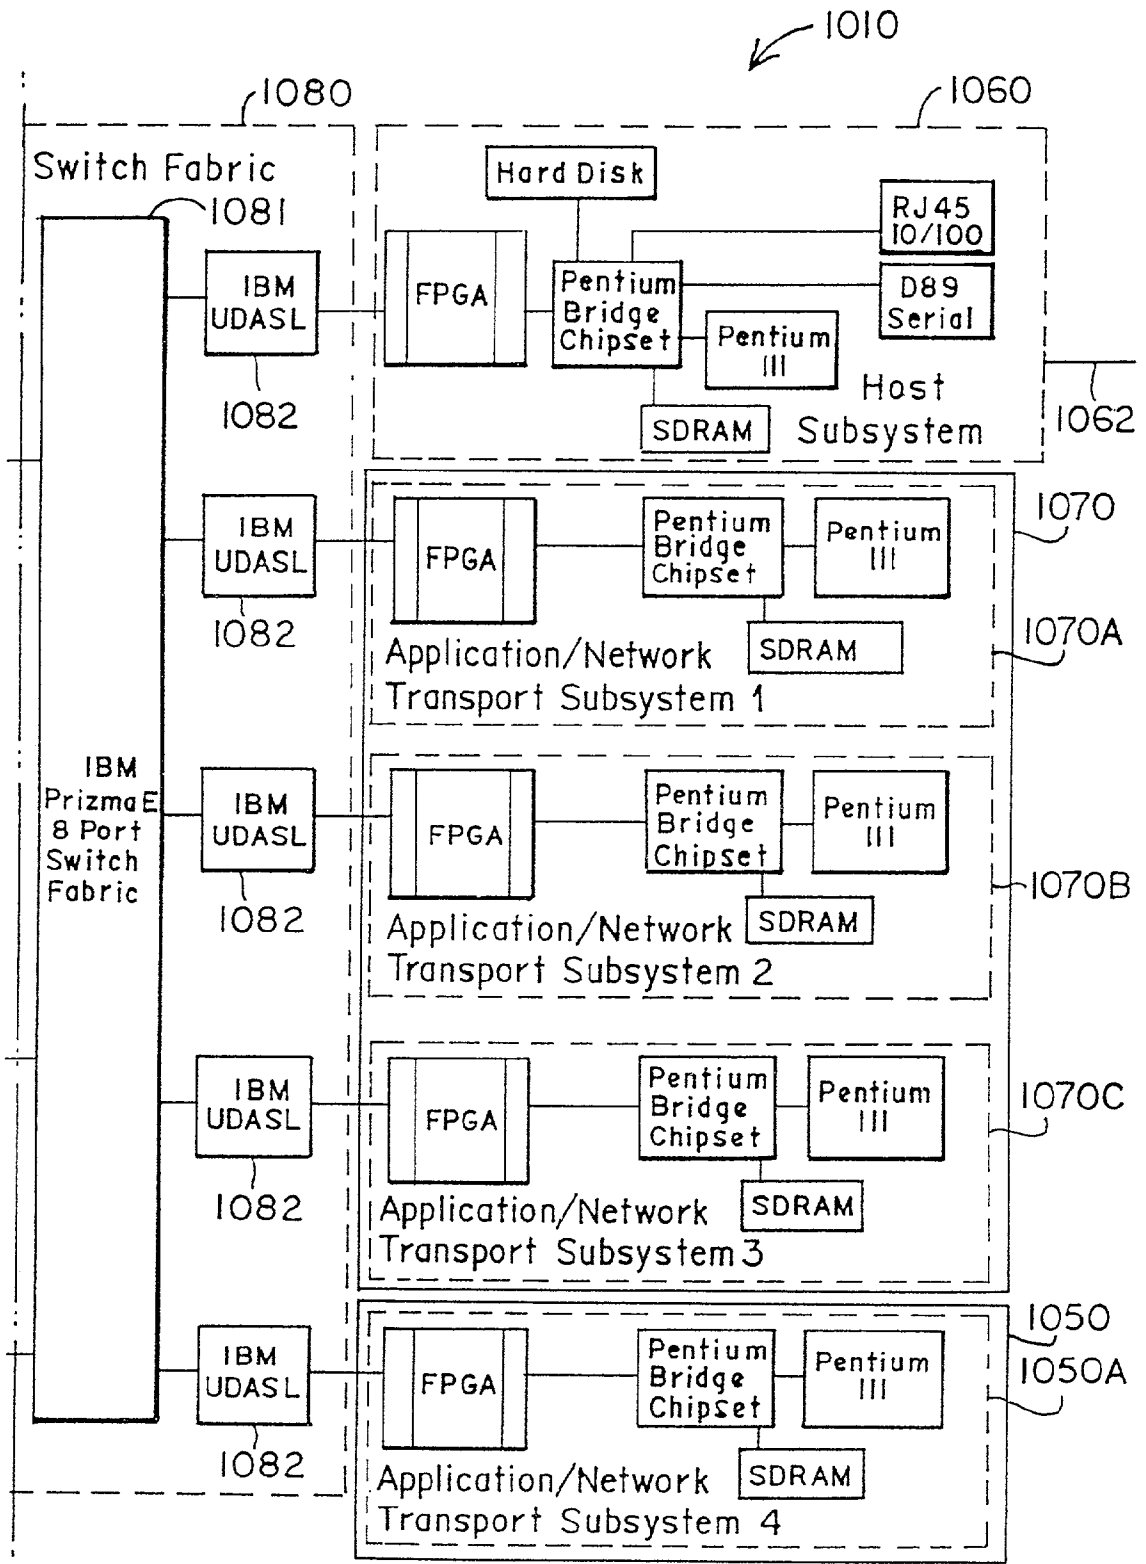 1010
1080
1060
Switch Fabric
1081
Hard Disk
RJ45
10/100
IBM
UDASL
FPGA
Pentium
Bridge
Chipset
D89
Serial
Pentium
III
1082
SDRAM
Host
Subsystem
1062
IBM
UDASL
FPGA
Pentium
Bridge
Chipset
Pentium
III
1070
1082
SDRAM
1070A
Application/Network
Transport Subsystem 1
IBM
PrizmaE
8 Port
Switch
Fabric
IBM
UDASL
FPGA
Pentium
Bridge
Chipset
Pentium
III
1070B
1082
SDRAM
Application/Network
Transport Subsystem 2
IBM
UDASL
FPGA
Pentium
Bridge
Chipset
Pentium
III
1070C
1082
SDRAM
Application/Network
Transport Subsystem 3
1050
IBM
UDASL
FPGA
Pentium
Bridge
Chipset
Pentium
III
1050A
1082
SDRAM
Application/Network
Transport Subsystem 4